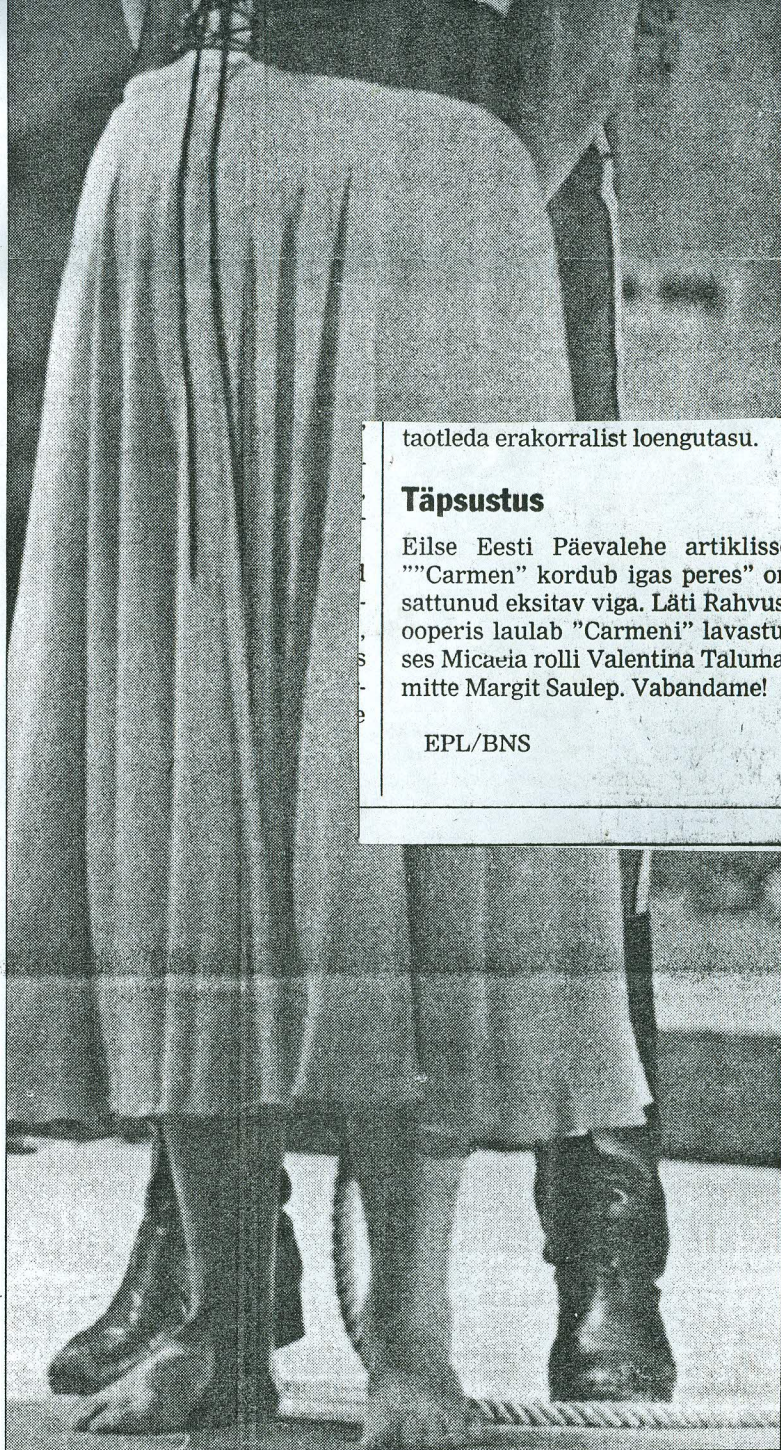 taotleda erakorralist loengutasu.
Täpsustus
Eilse Eesti Päevalehe artiklisse
””Carmen” kordub igas peres” on
sattunud eksitav viga. Läti Rahvus
ooperis laulab ”Carmeni” lavastu
ses Micaela rolli Valentina Taluma
mitte Margit Saulep. Vabandame!
EPL/BNS